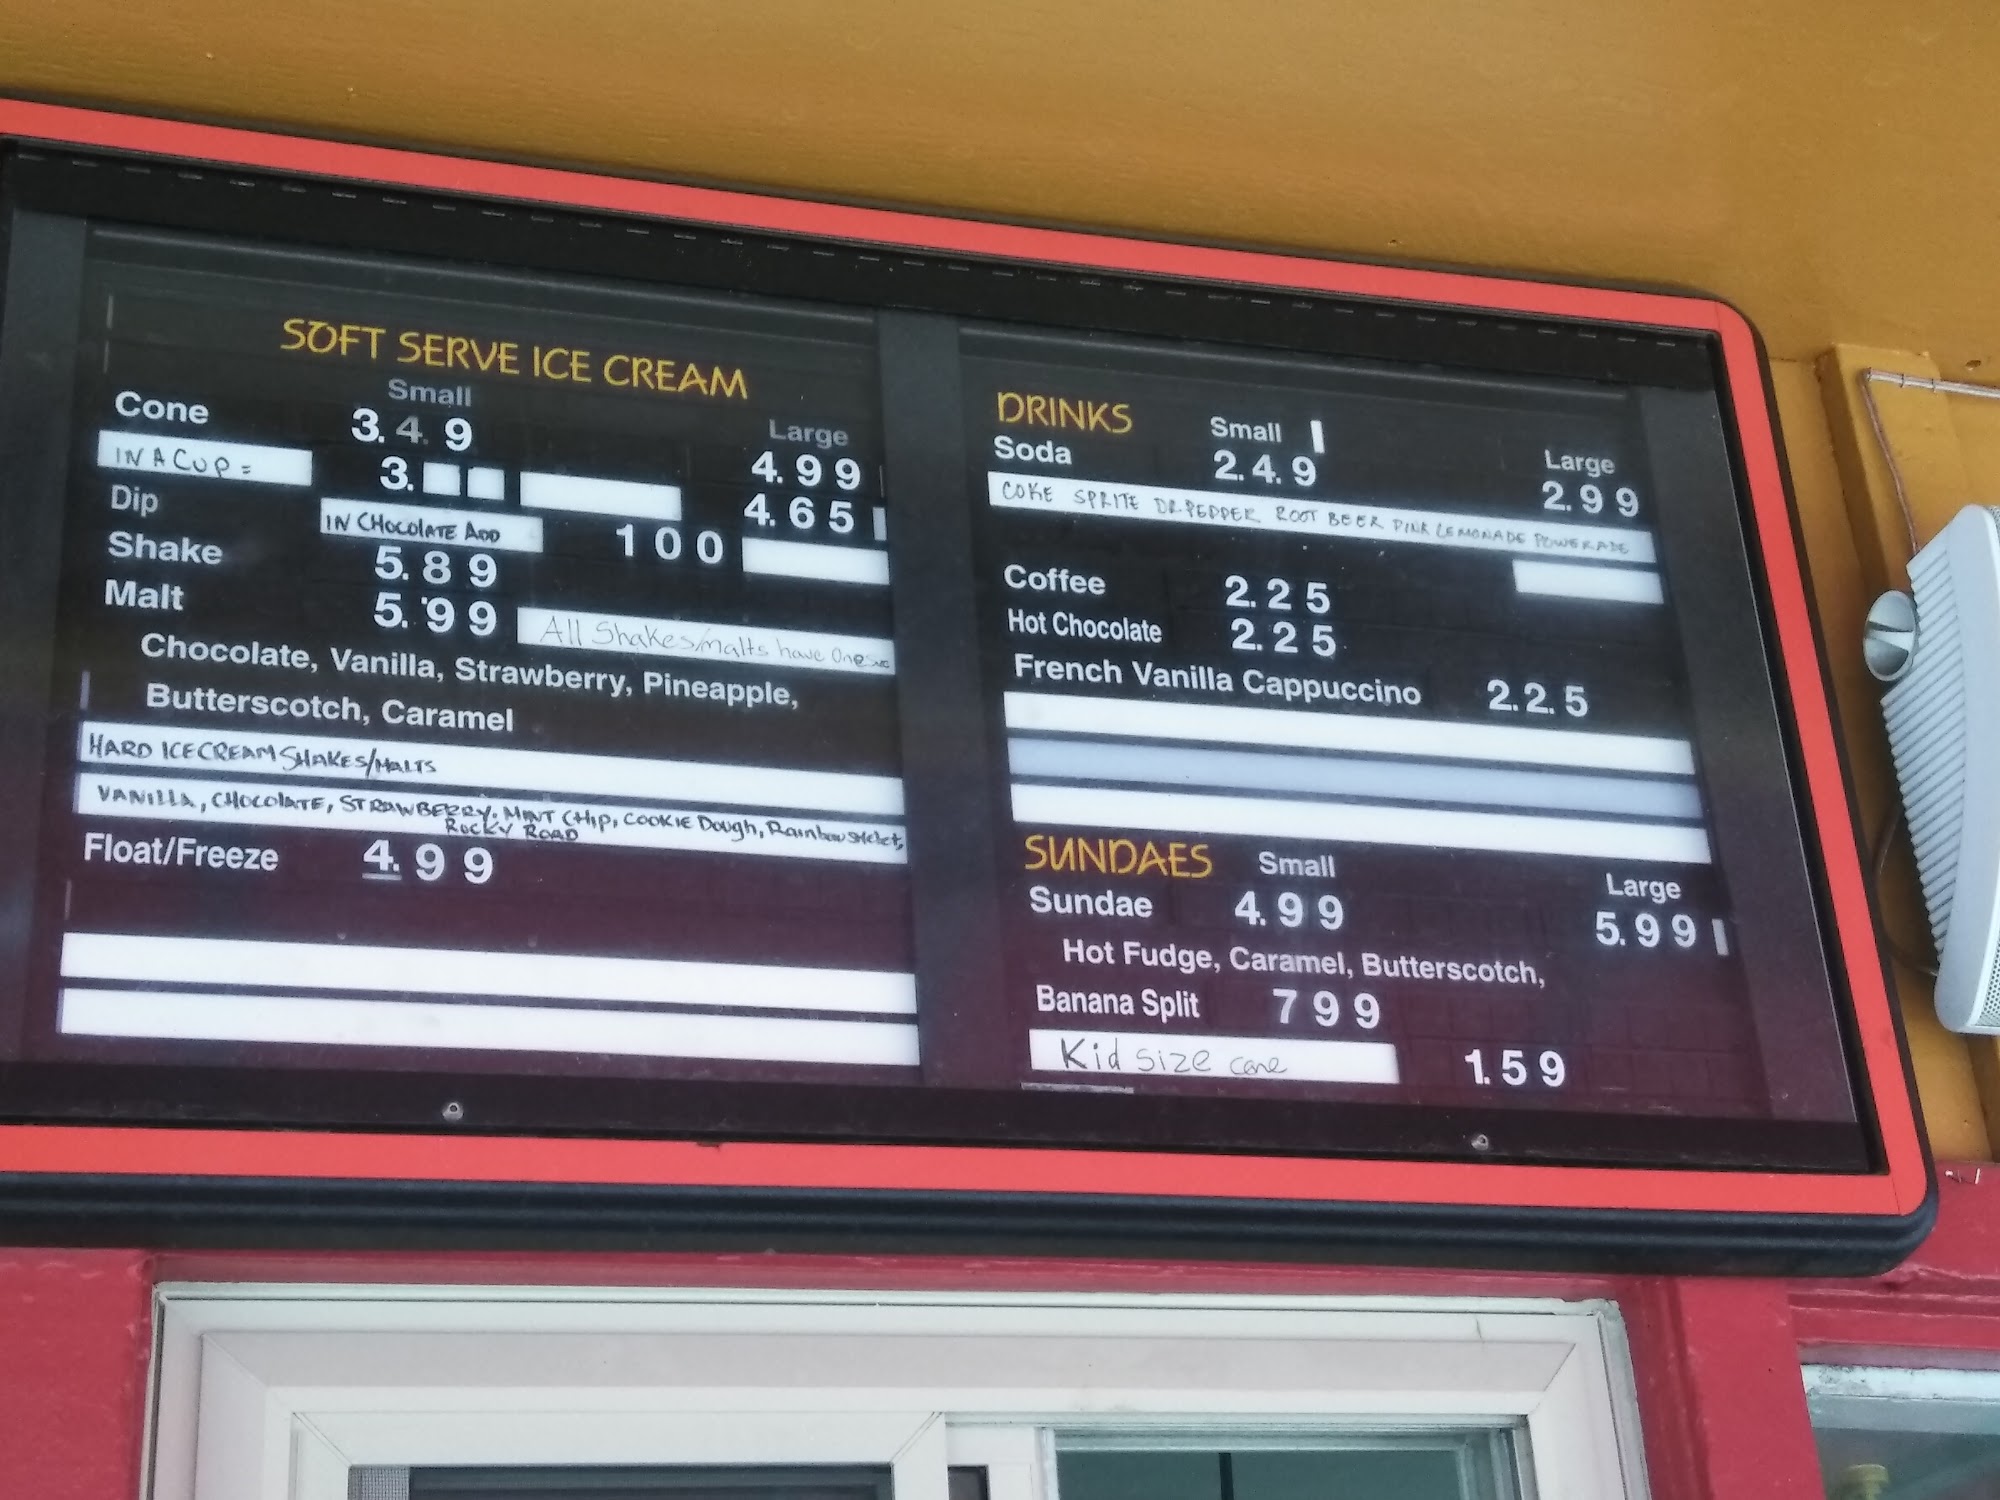 SOFT SERVE ICE CREAM
Small Large
Cone 3.49 4.99
IN A CUP = 3. 4.65
Dip IN CHOCOLATE ADD 100
Shake 5.89
Malt 5.99 All Shakes/malts have One
Chocolate, Vanilla, Strawberry, Pineapple,
Butterscotch, Caramel
HARD ICE CREAM SHAKES/MALTS
VANILLA, CHOCOLATE, STRAWBERRY, MINT CHIP, COOKIE Dough, Rainbow
ROCKY ROAD
Float/Freeze 4.99
DRINKS Small Large
Soda 2.49 2.99
COKE SPRITE DR.PEPPER ROOT BEER PINK LEMONADE POWERADE
Coffee 2.25
Hot Chocolate 2.25
French Vanilla Cappuccino 2.25
SUNDAES Small Large
Sundae 4.99 5.99
Hot Fudge, Caramel, Butterscotch,
Banana Split 799
Kid size cone 1.59